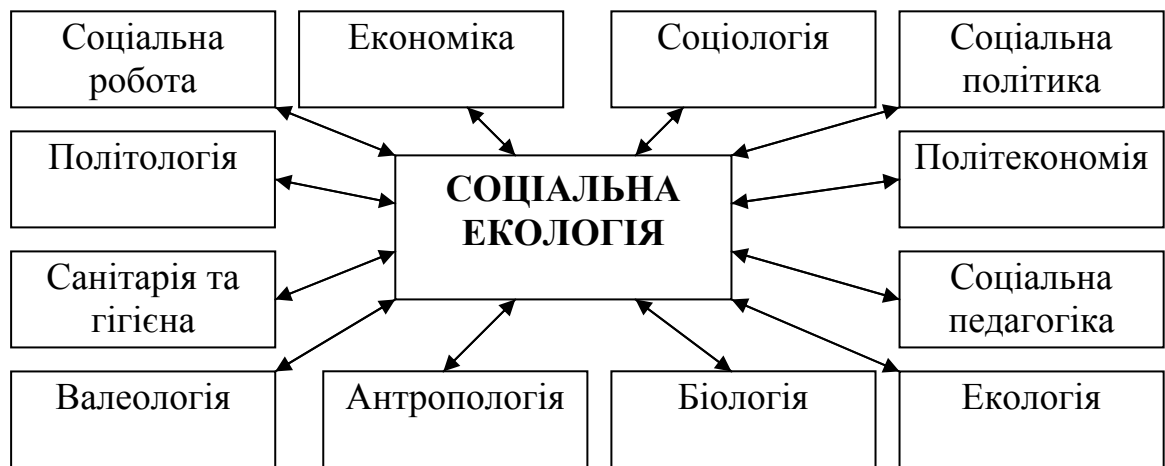 Соціальна
робота
Економіка
Соціологія
Соціальна
політика
Політологія
СОЦІАЛЬНА
ЕКОЛОГІЯ
Політекономія
Санітарія та
гігієна
Соціальна
педагогіка
Валеологія
Антропологія
Біологія
Екологія